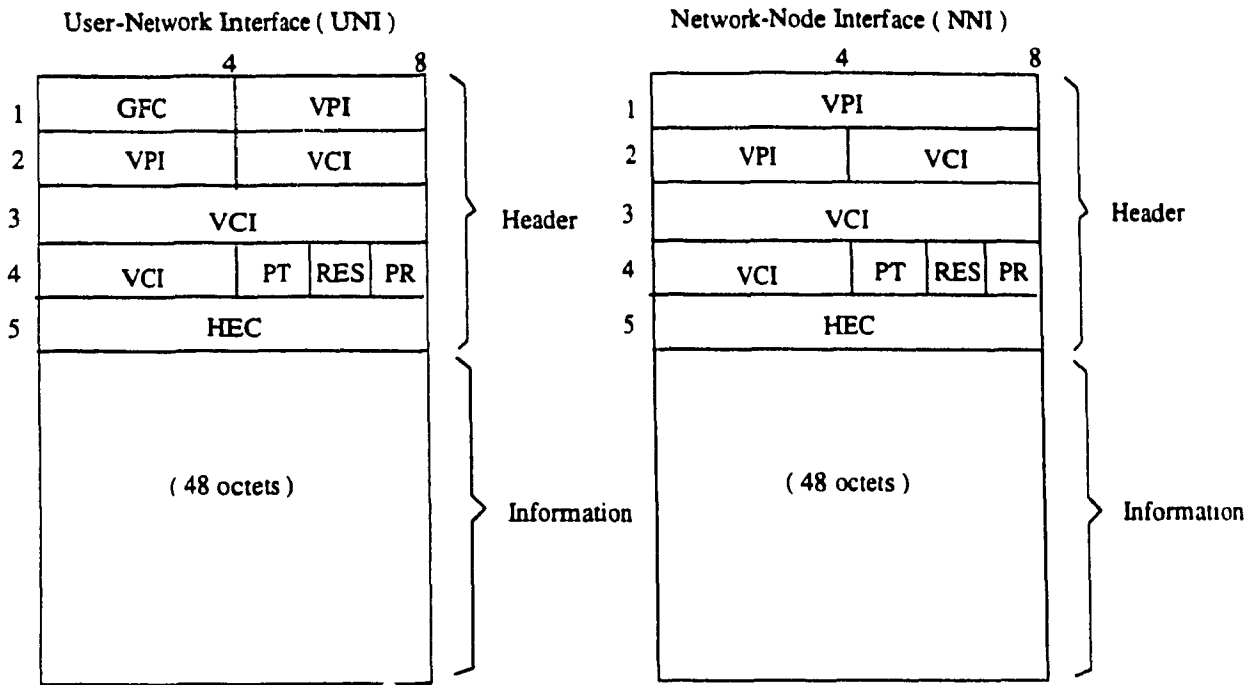 User-Network Interface ( UNI )
4 8
1 GFC VPI
2 VPI VCI
3 VCI
4 VCI PT RES PR
5 HEC
Header
( 48 octets )
Information
Network-Node Interface ( NNI )
4 8
1 VPI
2 VPI VCI
3 VCI
4 VCI PT RES PR
5 HEC
Header
( 48 octets )
Information